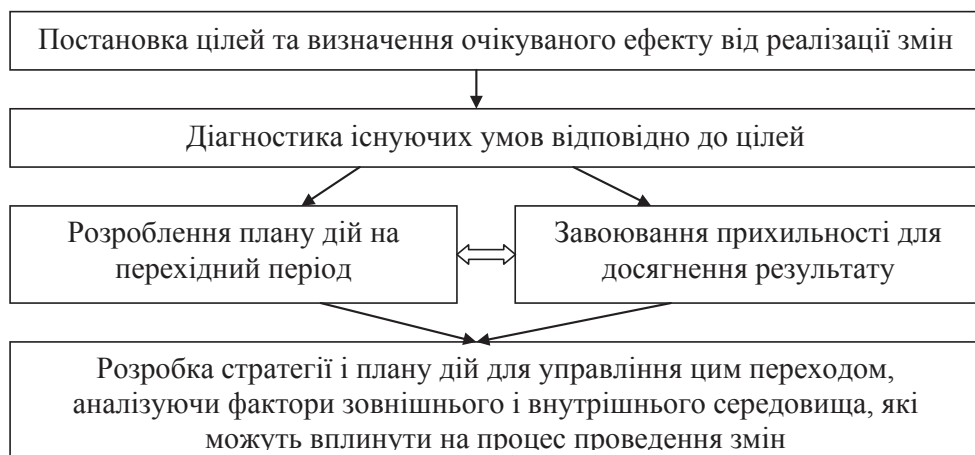 Постановка цілей та визначення очікуваного ефекту від реалізації змін
Діагностика існуючих умов відповідно до цілей
Розроблення плану дій на
перехідний період
Завоювання прихильності для
досягнення результату
Розробка стратегії і плану дій для управління цим переходом,
аналізуючи фактори зовнішнього і внутрішнього середовища, які
можуть вплинути на процес проведення змін